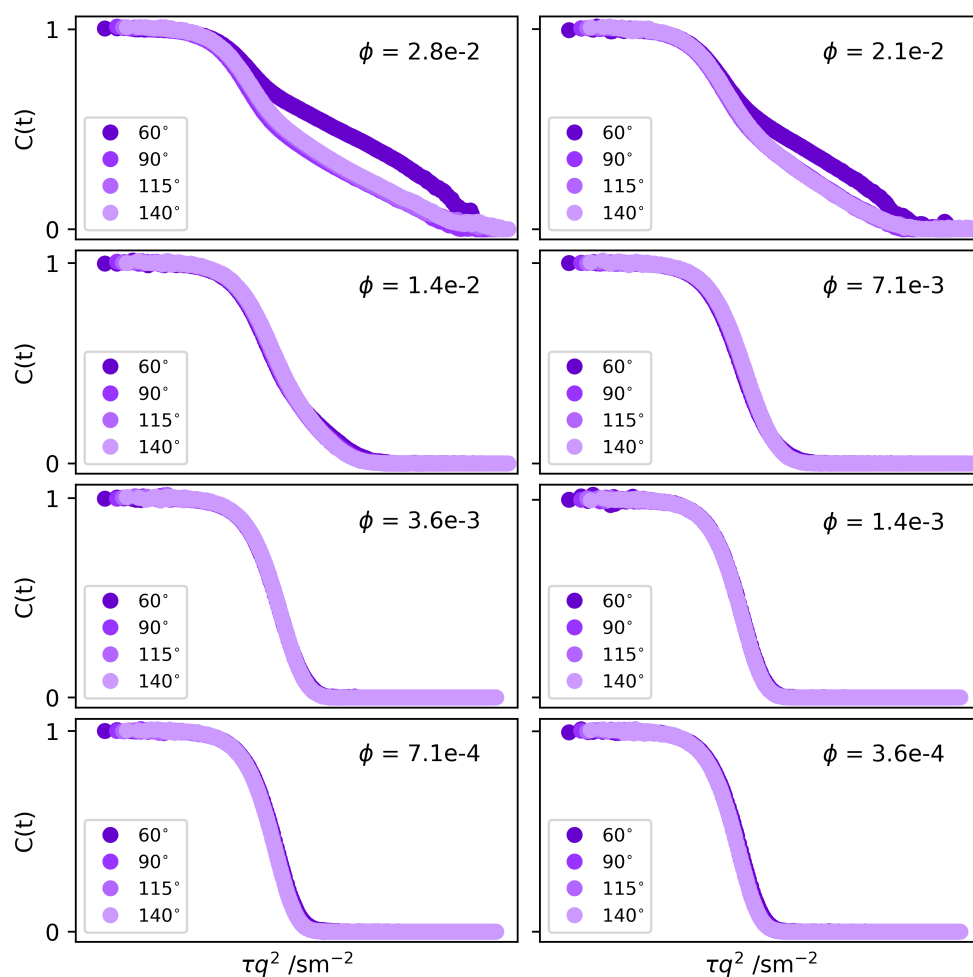 1
ϕ = 2.8e-2
C(t)
60°
90°
115°
140°
0
ϕ = 2.1e-2
60°
90°
115°
140°
1
ϕ = 1.4e-2
C(t)
60°
90°
115°
140°
0
ϕ = 7.1e-3
60°
90°
115°
140°
1
ϕ = 3.6e-3
C(t)
60°
90°
115°
140°
0
ϕ = 1.4e-3
60°
90°
115°
140°
1
ϕ = 7.1e-4
C(t)
60°
90°
115°
140°
0
ϕ = 3.6e-4
60°
90°
115°
140°
τq² /sm⁻²
τq² /sm⁻²